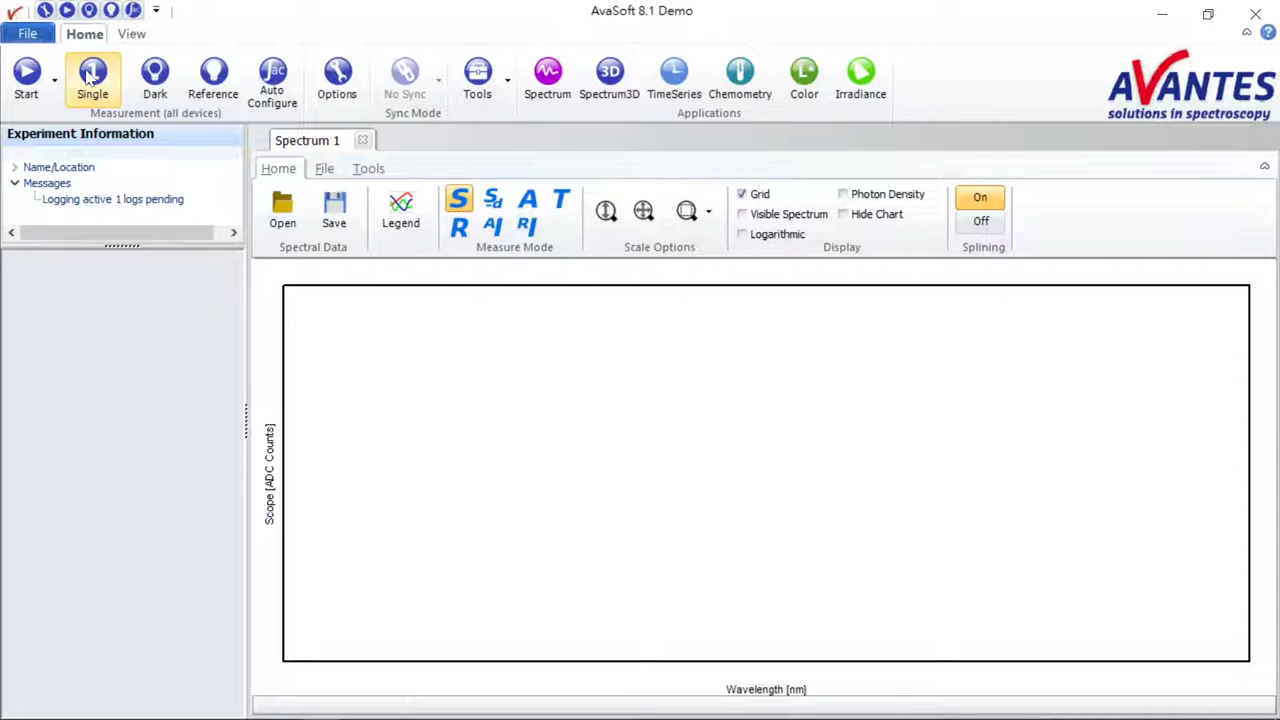 AvaSoft 8.1 Demo
File Home View
Start Single Dark Reference Auto Configure Options No Sync Tools Spectrum Spectrum3D TimeSeries Chemometry Color Irradiance
Measurement (all devices) Sync Mode Applications
AVANTES
solutions in spectroscopy
Experiment Information
Name/Location
Messages
Logging active 1 logs pending
Spectrum 1
Home File Tools
Open Save Legend
S Sd A T
R AI RI
Grid Photon Density
Visible Spectrum Hide Chart
Logarithmic
On
Off
Spectral Data Measure Mode Scale Options Display Splining
Scope [ADC Counts]
Wavelength [nm]